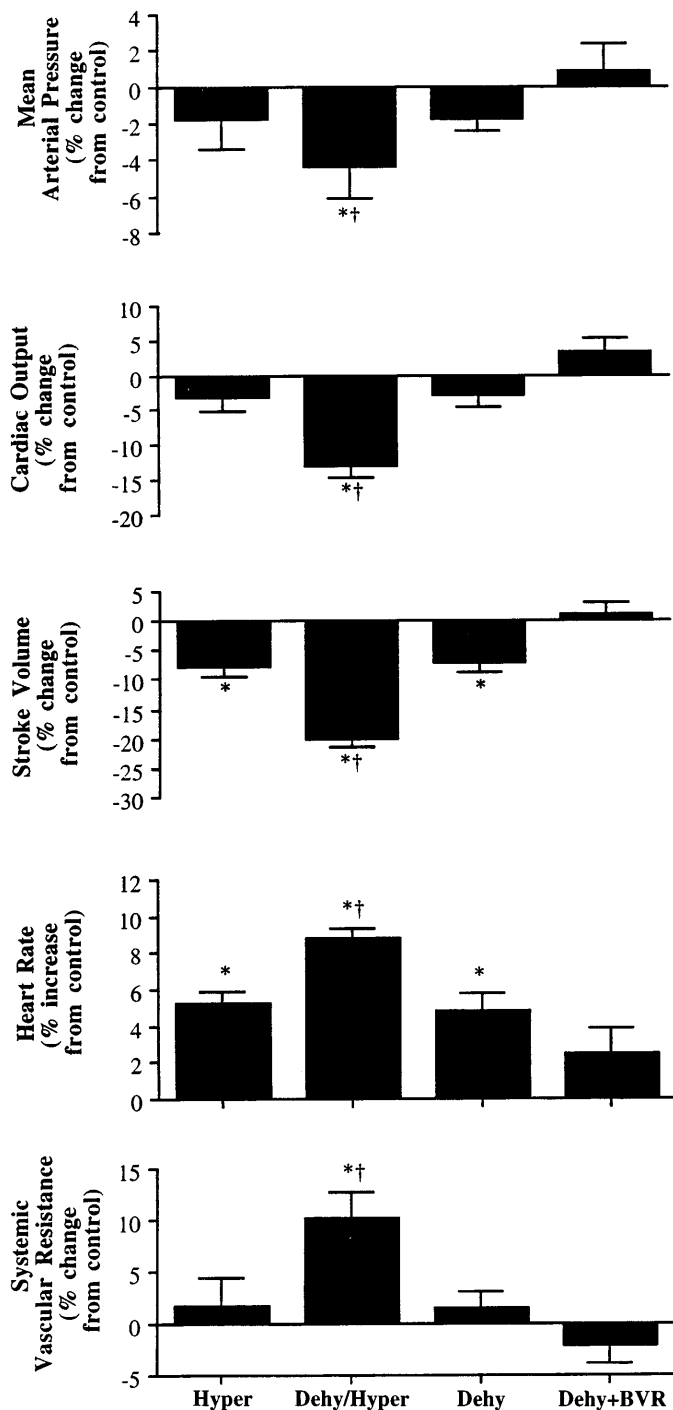 Mean
Arterial Pressure
(% change
from control)
4
2
0
-2
-4
-6
-8
*†
Cardiac Output
(% change
from control)
10
5
0
-5
-10
-15
-20
*†
Stroke Volume
(% change
from control)
5
0
-5
-10
-15
-20
-25
-30
*
*†
*
Heart Rate
(% increase
from control)
12
10
8
6
4
2
0
*
*†
*
Systemic
Vascular Resistance
(% change
from control)
15
10
5
0
-5
*†
Hyper Dehy/Hyper Dehy Dehy+BVR